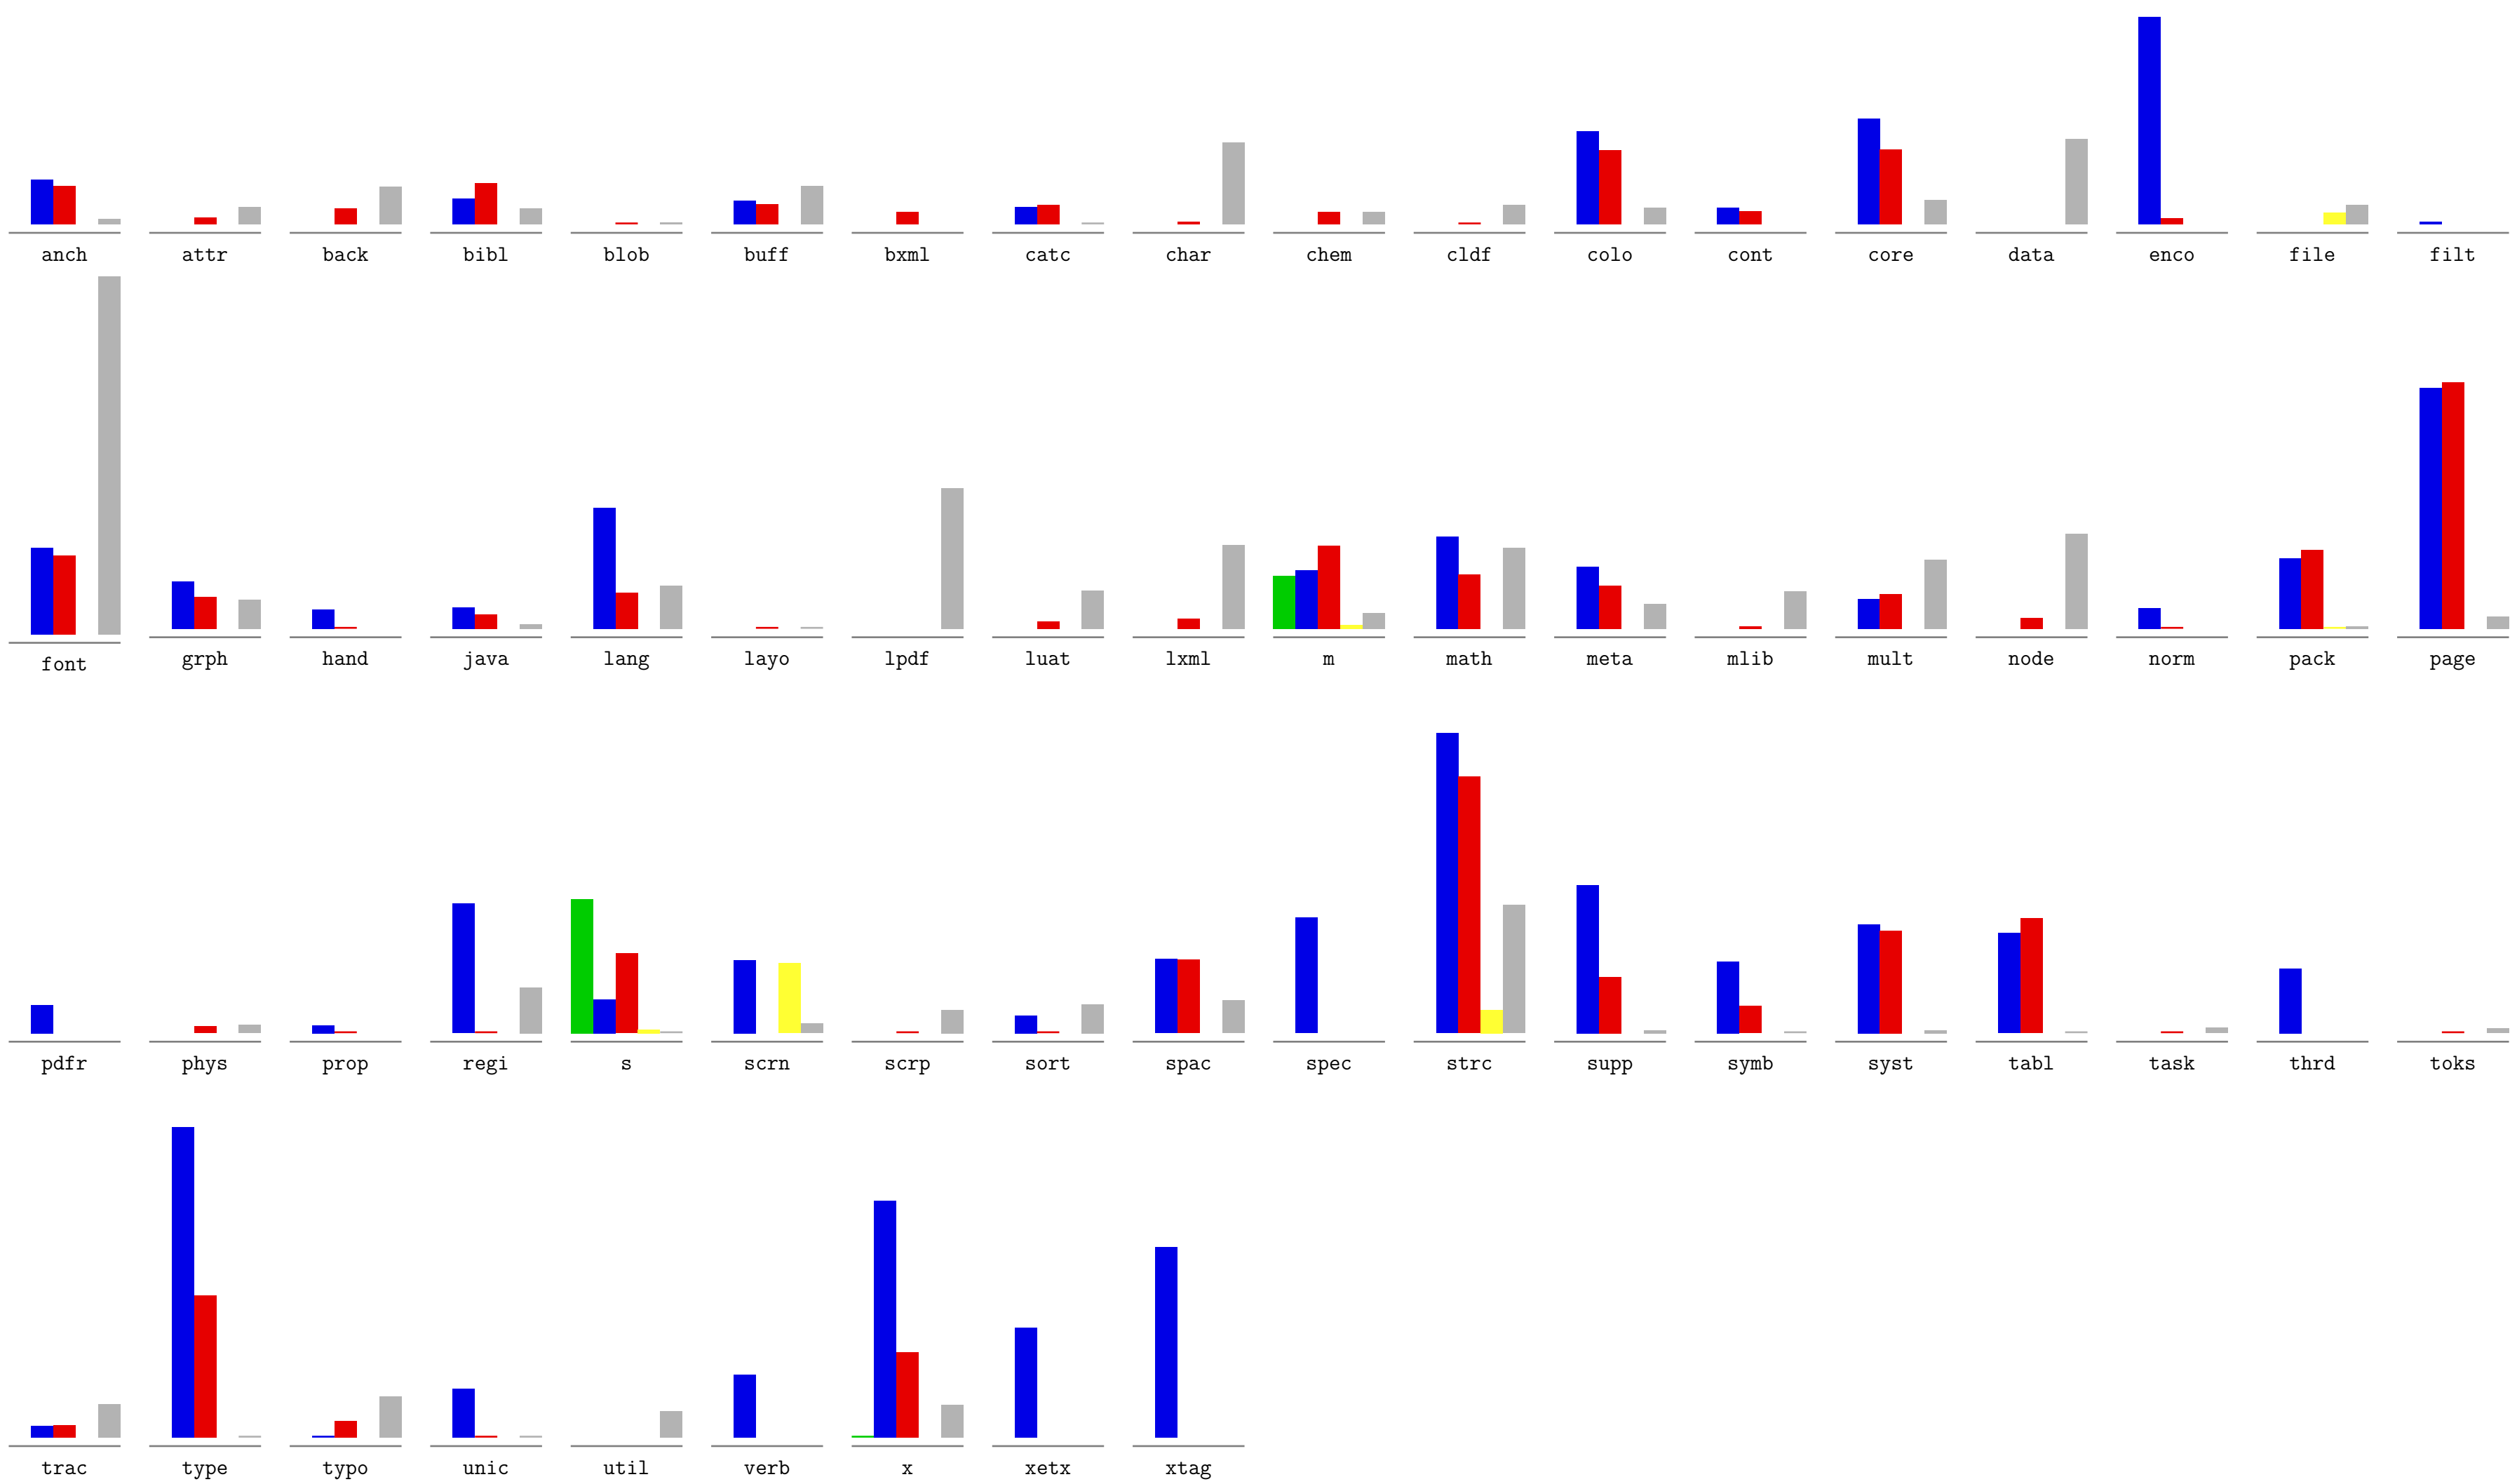 anch attr back bibl blob buff bxml catc char chem cldf colo cont core data enco file filt
font grph hand java lang layo lpdf luat lxml m math meta mlib mult node norm pack page
pdfr phys prop regi s scrn scrp sort spac spec strc supp symb syst tabl task thrd toks
trac type typo unic util verb x xetx xtag